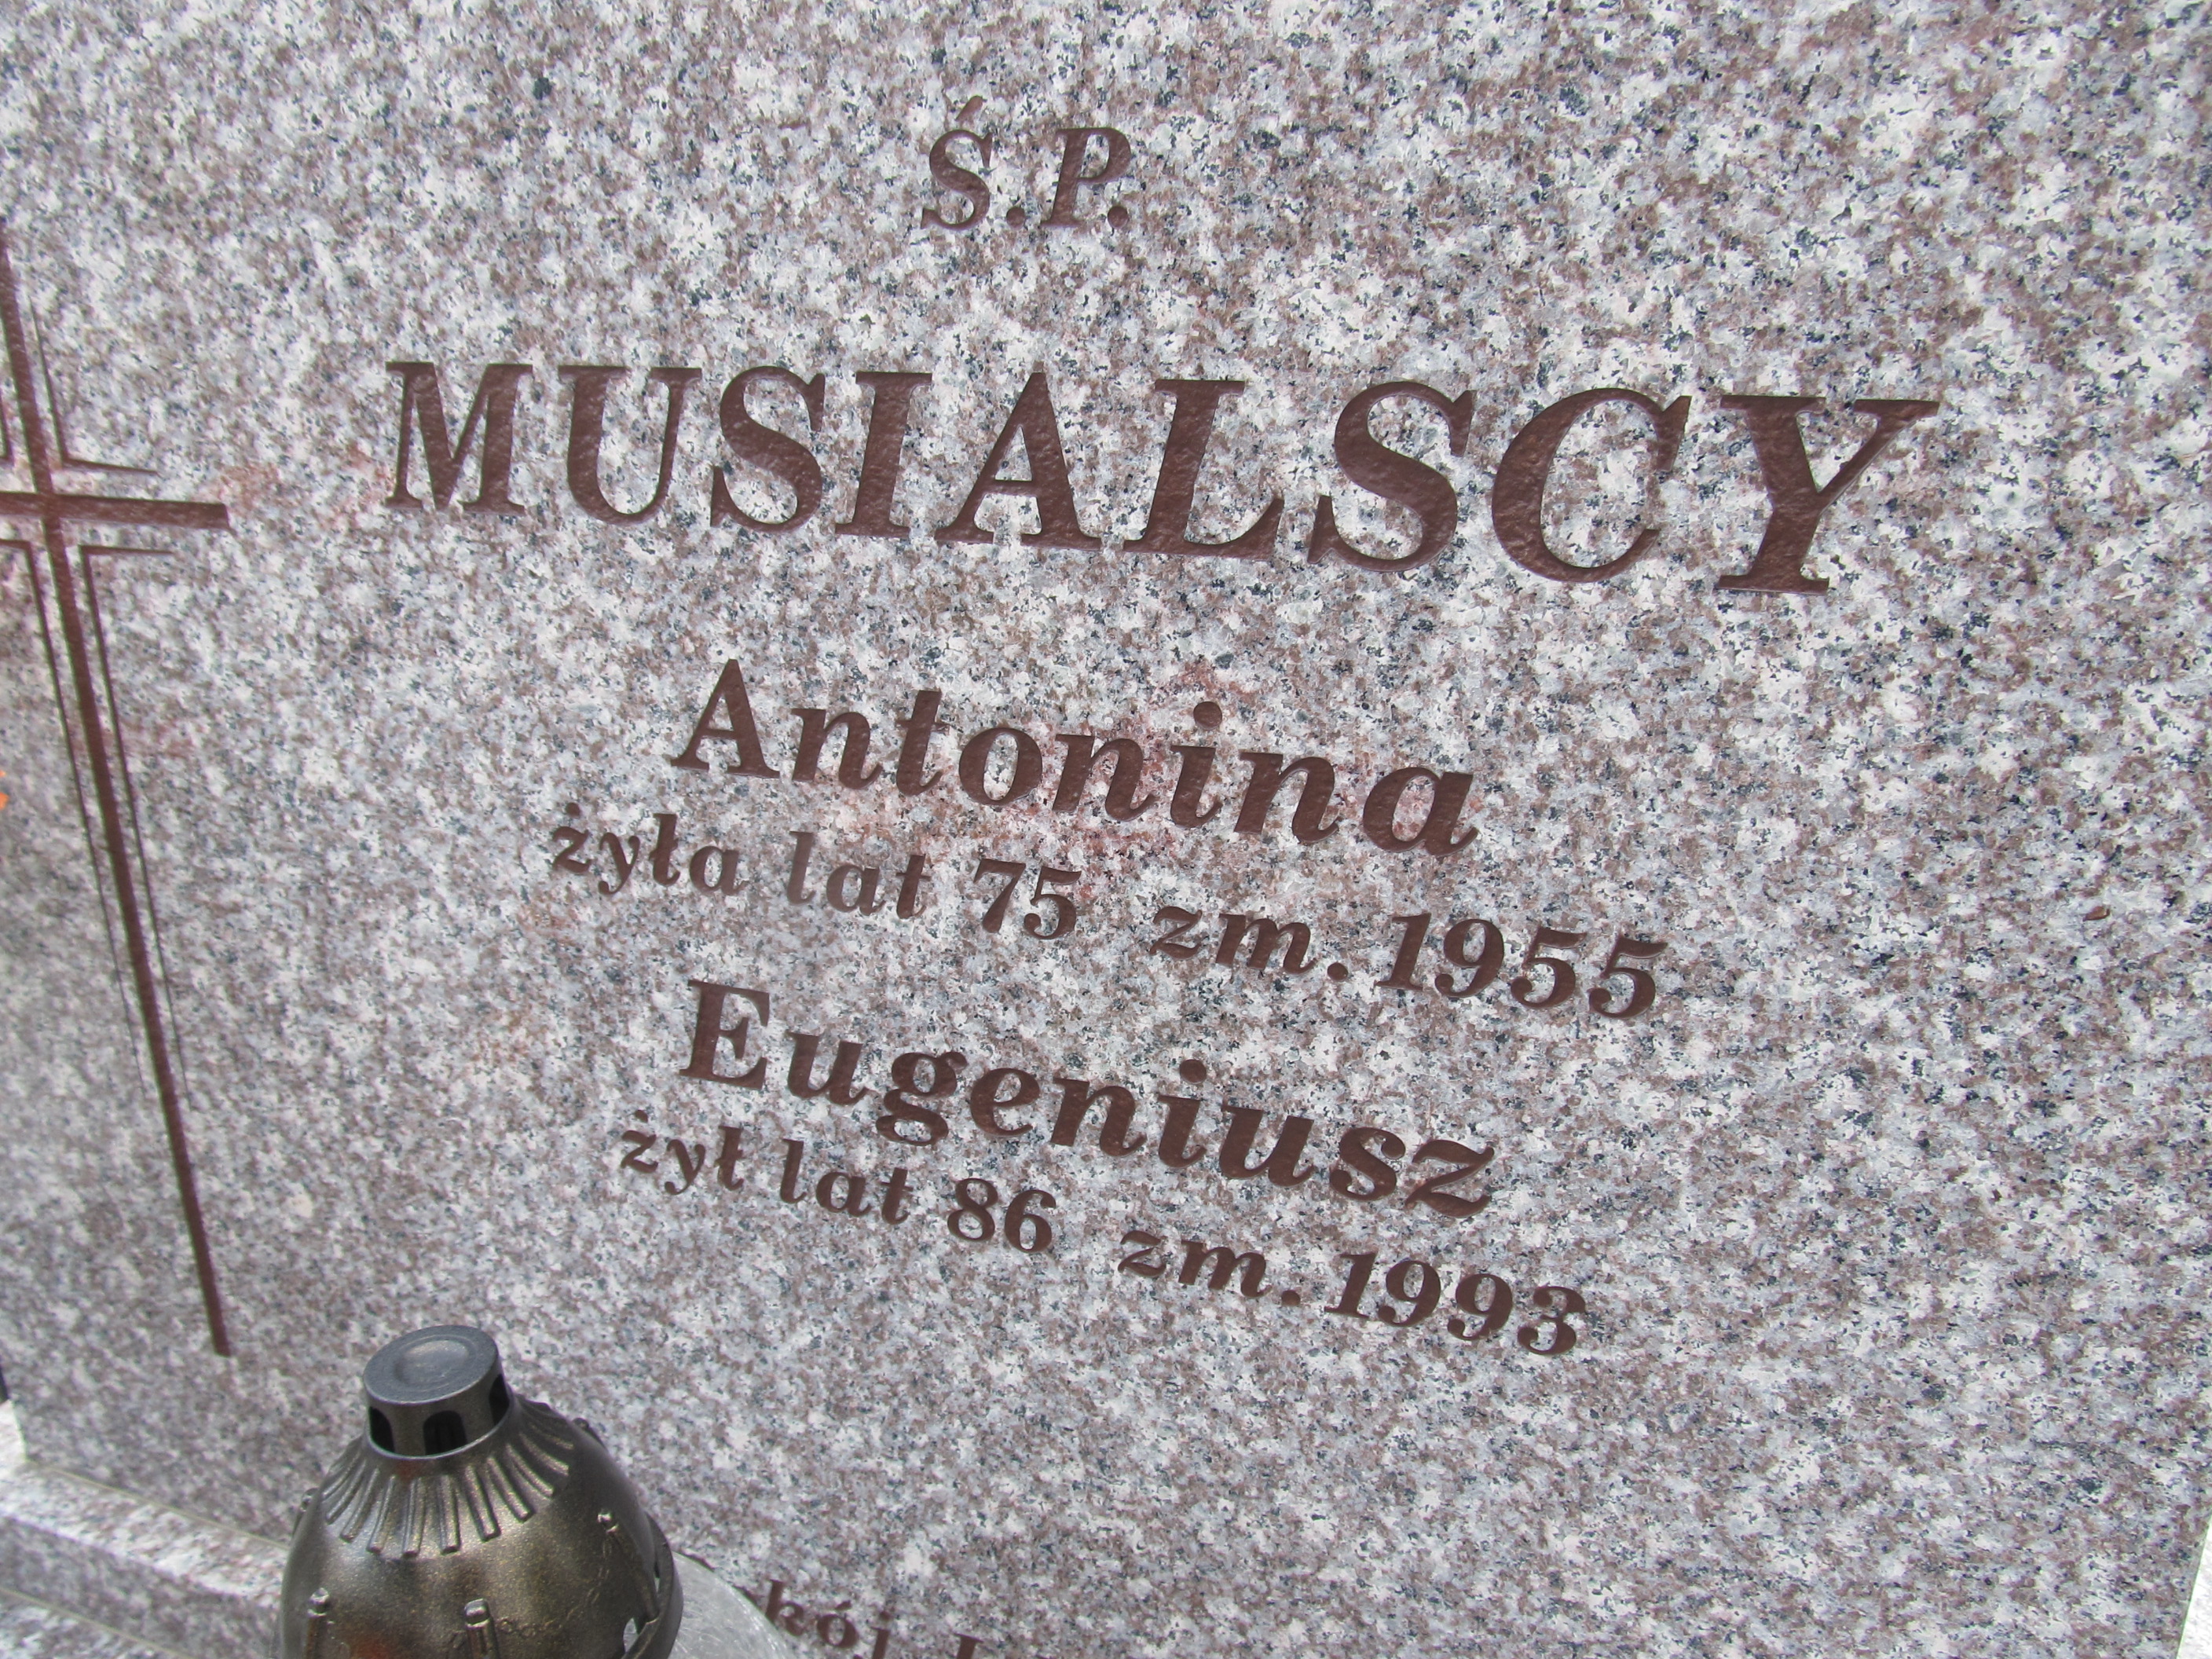 Ś.P.
MUSIALSCY
Antonina
żyła lat 75 zm. 1955
Eugeniusz
żył lat 86 zm. 1993